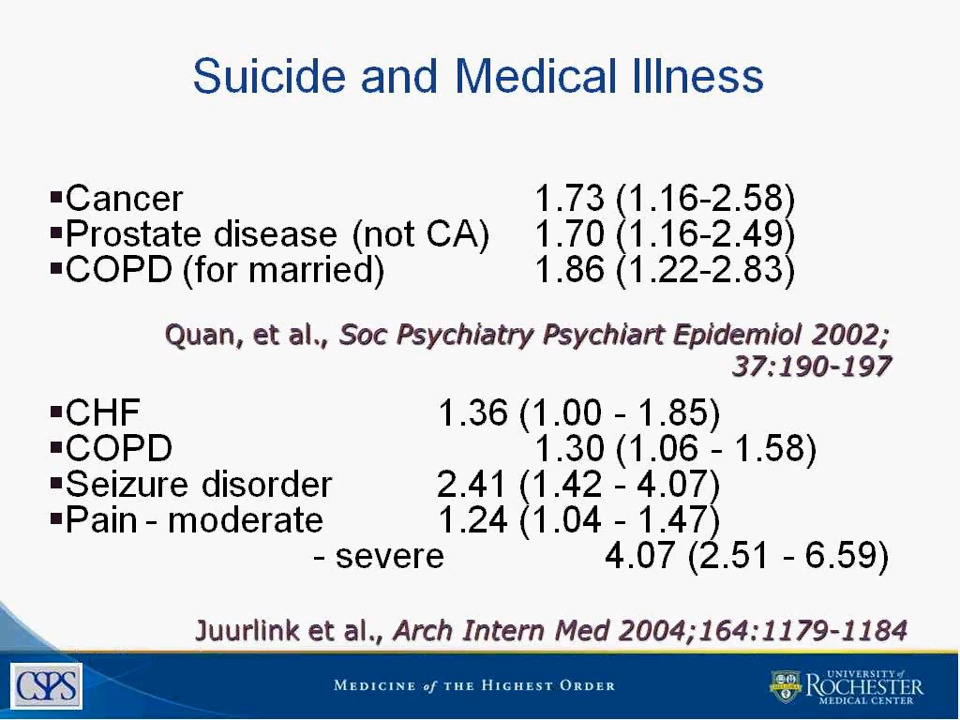 Suicide and Medical Illness
▪Cancer 1.73 (1.16-2.58)
▪Prostate disease (not CA) 1.70 (1.16-2.49)
▪COPD (for married) 1.86 (1.22-2.83)
Quan, et al., Soc Psychiatry Psychiart Epidemiol 2002;
37:190-197
▪CHF 1.36 (1.00 - 1.85)
▪COPD 1.30 (1.06 - 1.58)
▪Seizure disorder 2.41 (1.42 - 4.07)
▪Pain - moderate 1.24 (1.04 - 1.47)
- severe 4.07 (2.51 - 6.59)
Juurlink et al., Arch Intern Med 2004;164:1179-1184
CSPS
MEDICINE of THE HIGHEST ORDER
UNIVERSITY of
ROCHESTER
MEDICAL CENTER